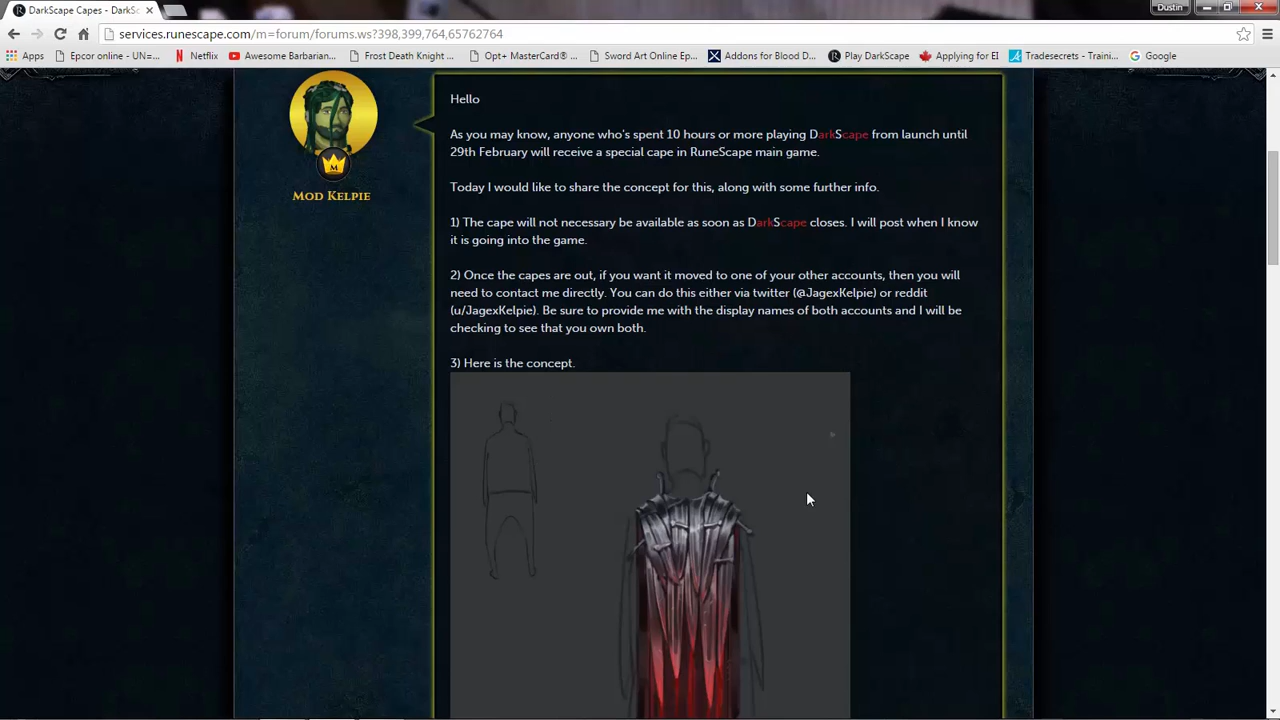 DarkScape Capes - DarkSc
Dustin
services.runescape.com/m=forum/forums.ws?398,399,764,65762764
Apps Epcor online - UN=... Netflix Awesome Barbarian... Frost Death Knight ... Opt+ MasterCard® ... Sword Art Online Ep... Addons for Blood D... Play DarkScape Applying for EI Tradesecrets - Traini... Google
Hello
As you may know, anyone who's spent 10 hours or more playing DarkScape from launch until
29th February will receive a special cape in RuneScape main game.
M
MOD KELPIE
Today I would like to share the concept for this, along with some further info.
1) The cape will not necessary be available as soon as DarkScape closes. I will post when I know
it is going into the game.
2) Once the capes are out, if you want it moved to one of your other accounts, then you will
need to contact me directly. You can do this either via twitter (@JagexKelpie) or reddit
(u/JagexKelpie). Be sure to provide me with the display names of both accounts and I will be
checking to see that you own both.
3) Here is the concept.